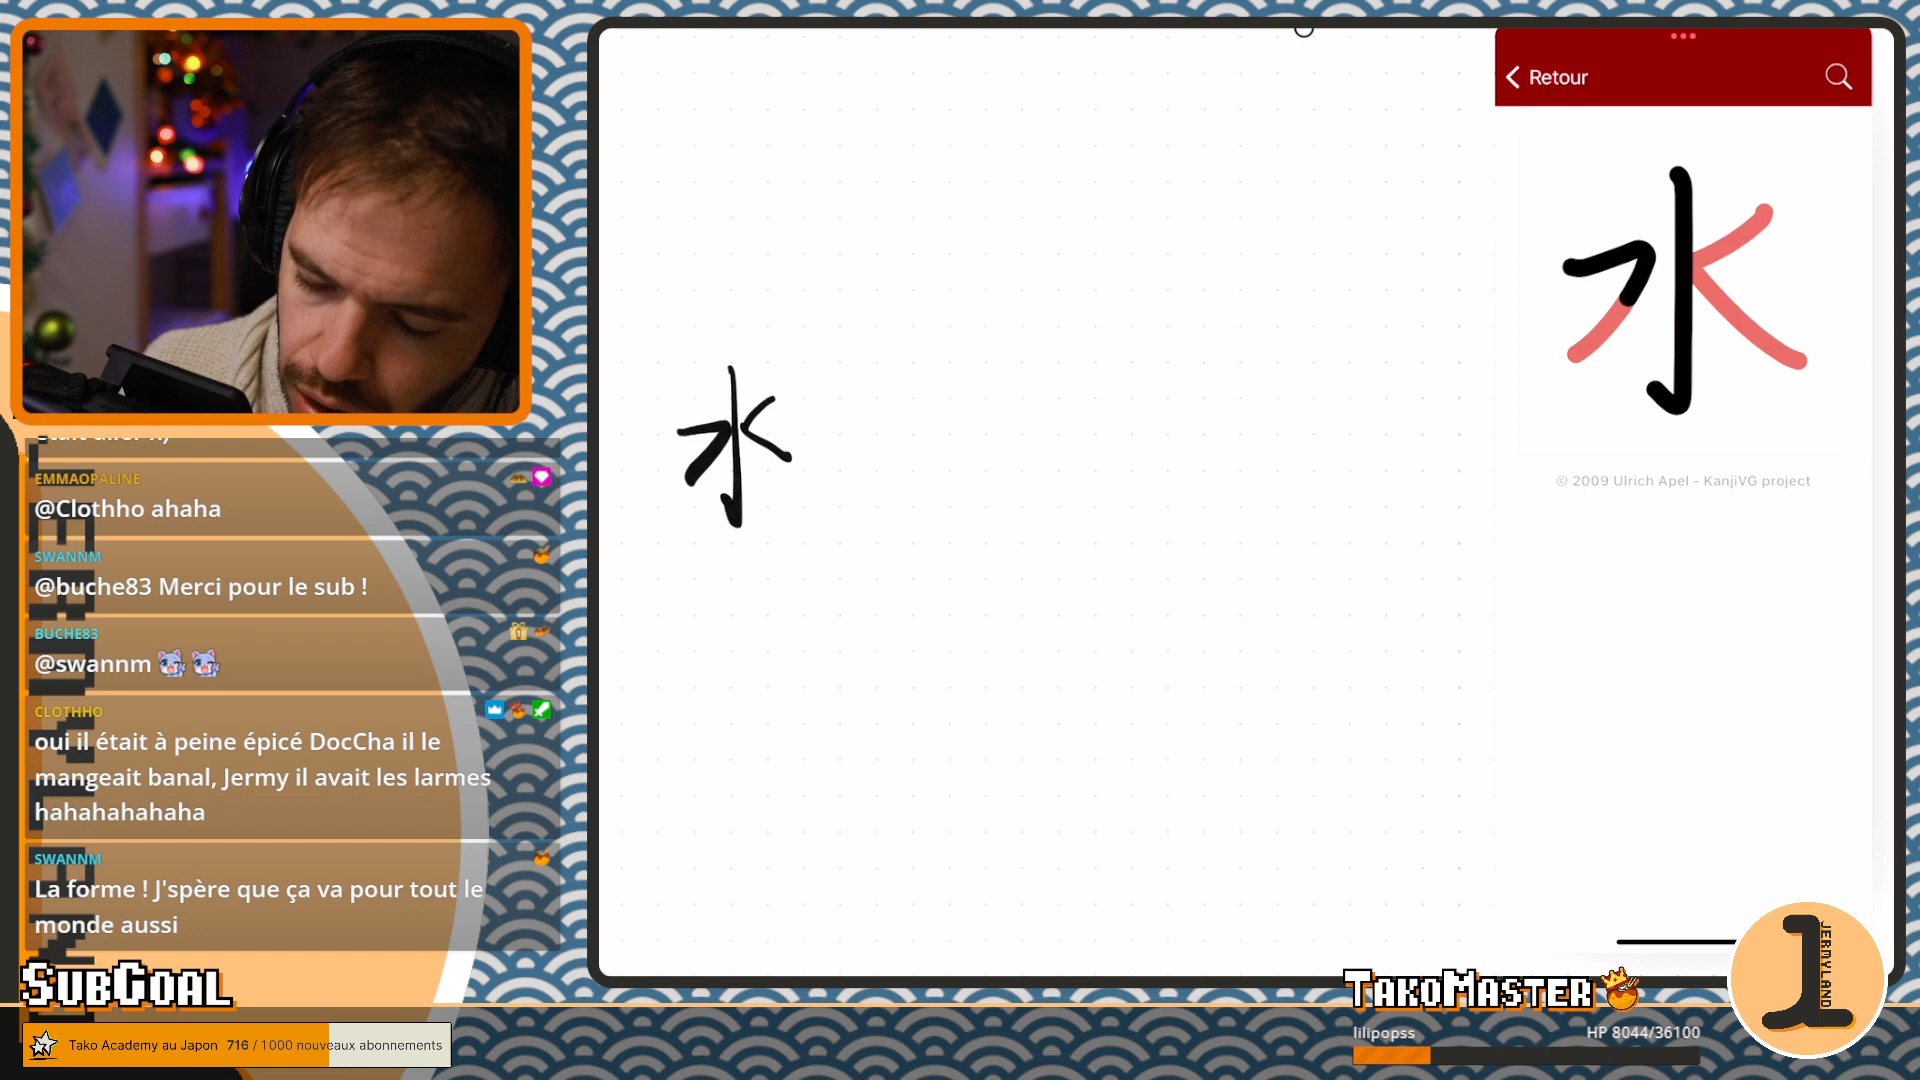 EMMAOPALINE
@Clothho ahaha
SWANNM
@buche83 Merci pour le sub !
BUCHE83
@swannm
CLOTHHO
oui il était à peine épicé DocCha il le
mangeait banal, Jermy il avait les larmes
hahahahahaha
SWANNM
La forme ! J'spère que ça va pour tout le
monde aussi
SUBGOAL
Tako Academy au Japon 716 / 1000 nouveaux abonnements
水
Retour
水
© 2009 Ulrich Apel - KanjiVG project
TAKOMASTER
lilipopss HP 8044/36100
JERMYLAND